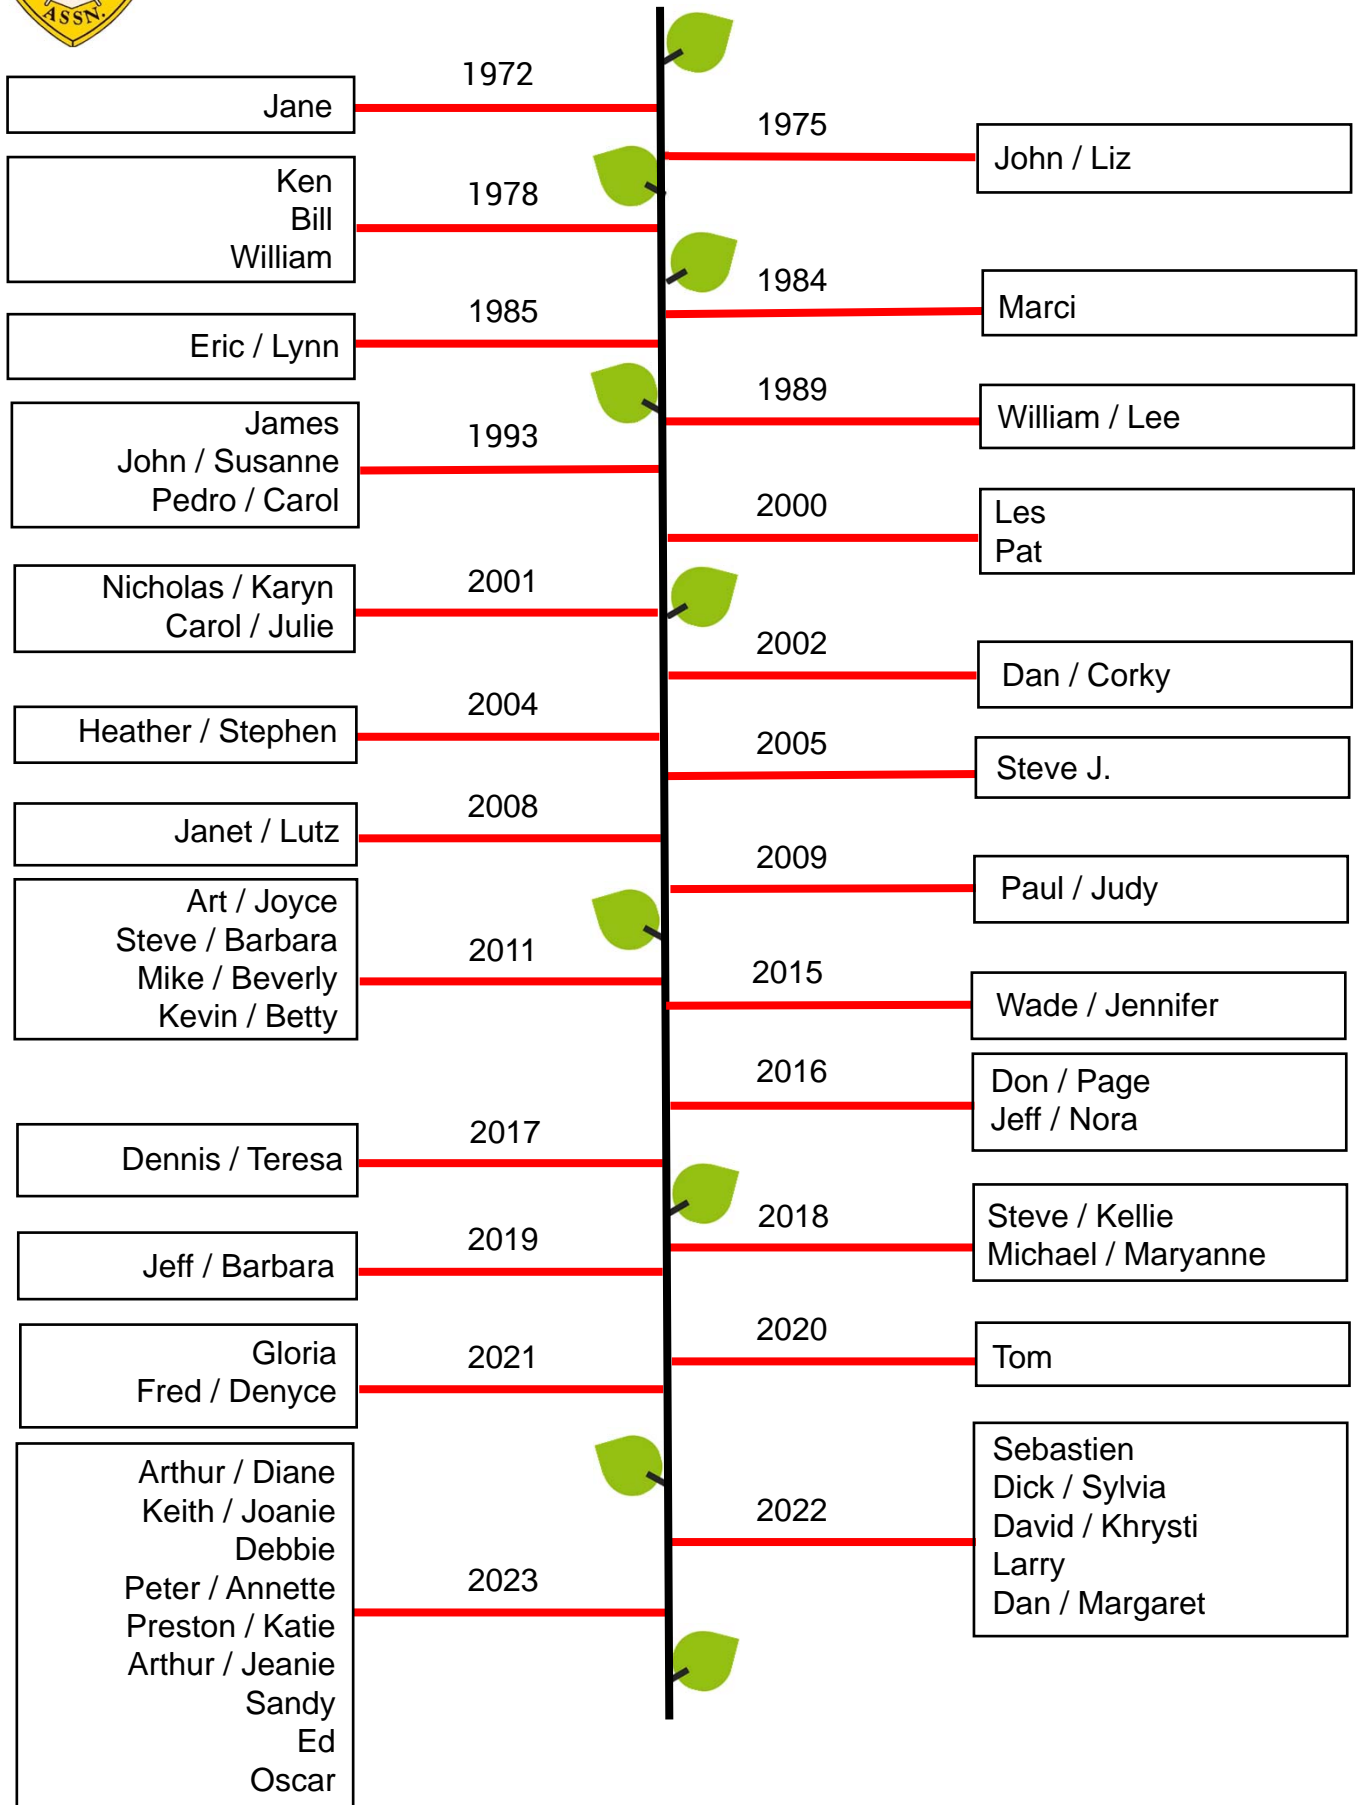 ASSN.
1972
Jane
1975
John / Liz
1978
Ken
Bill
William
1984
Marci
1985
Eric / Lynn
1989
William / Lee
1993
James
John / Susanne
Pedro / Carol
2000
Les
Pat
2001
Nicholas / Karyn
Carol / Julie
2002
Dan / Corky
2004
Heather / Stephen
2005
Steve J.
2008
Janet / Lutz
2009
Paul / Judy
2011
Art / Joyce
Steve / Barbara
Mike / Beverly
Kevin / Betty
2015
Wade / Jennifer
2016
Don / Page
Jeff / Nora
2017
Dennis / Teresa
2018
Steve / Kellie
Michael / Maryanne
2019
Jeff / Barbara
2020
Tom
2021
Gloria
Fred / Denyce
2022
Sebastien
Dick / Sylvia
David / Khrysti
Larry
Dan / Margaret
2023
Arthur / Diane
Keith / Joanie
Debbie
Peter / Annette
Preston / Katie
Arthur / Jeanie
Sandy
Ed
Oscar